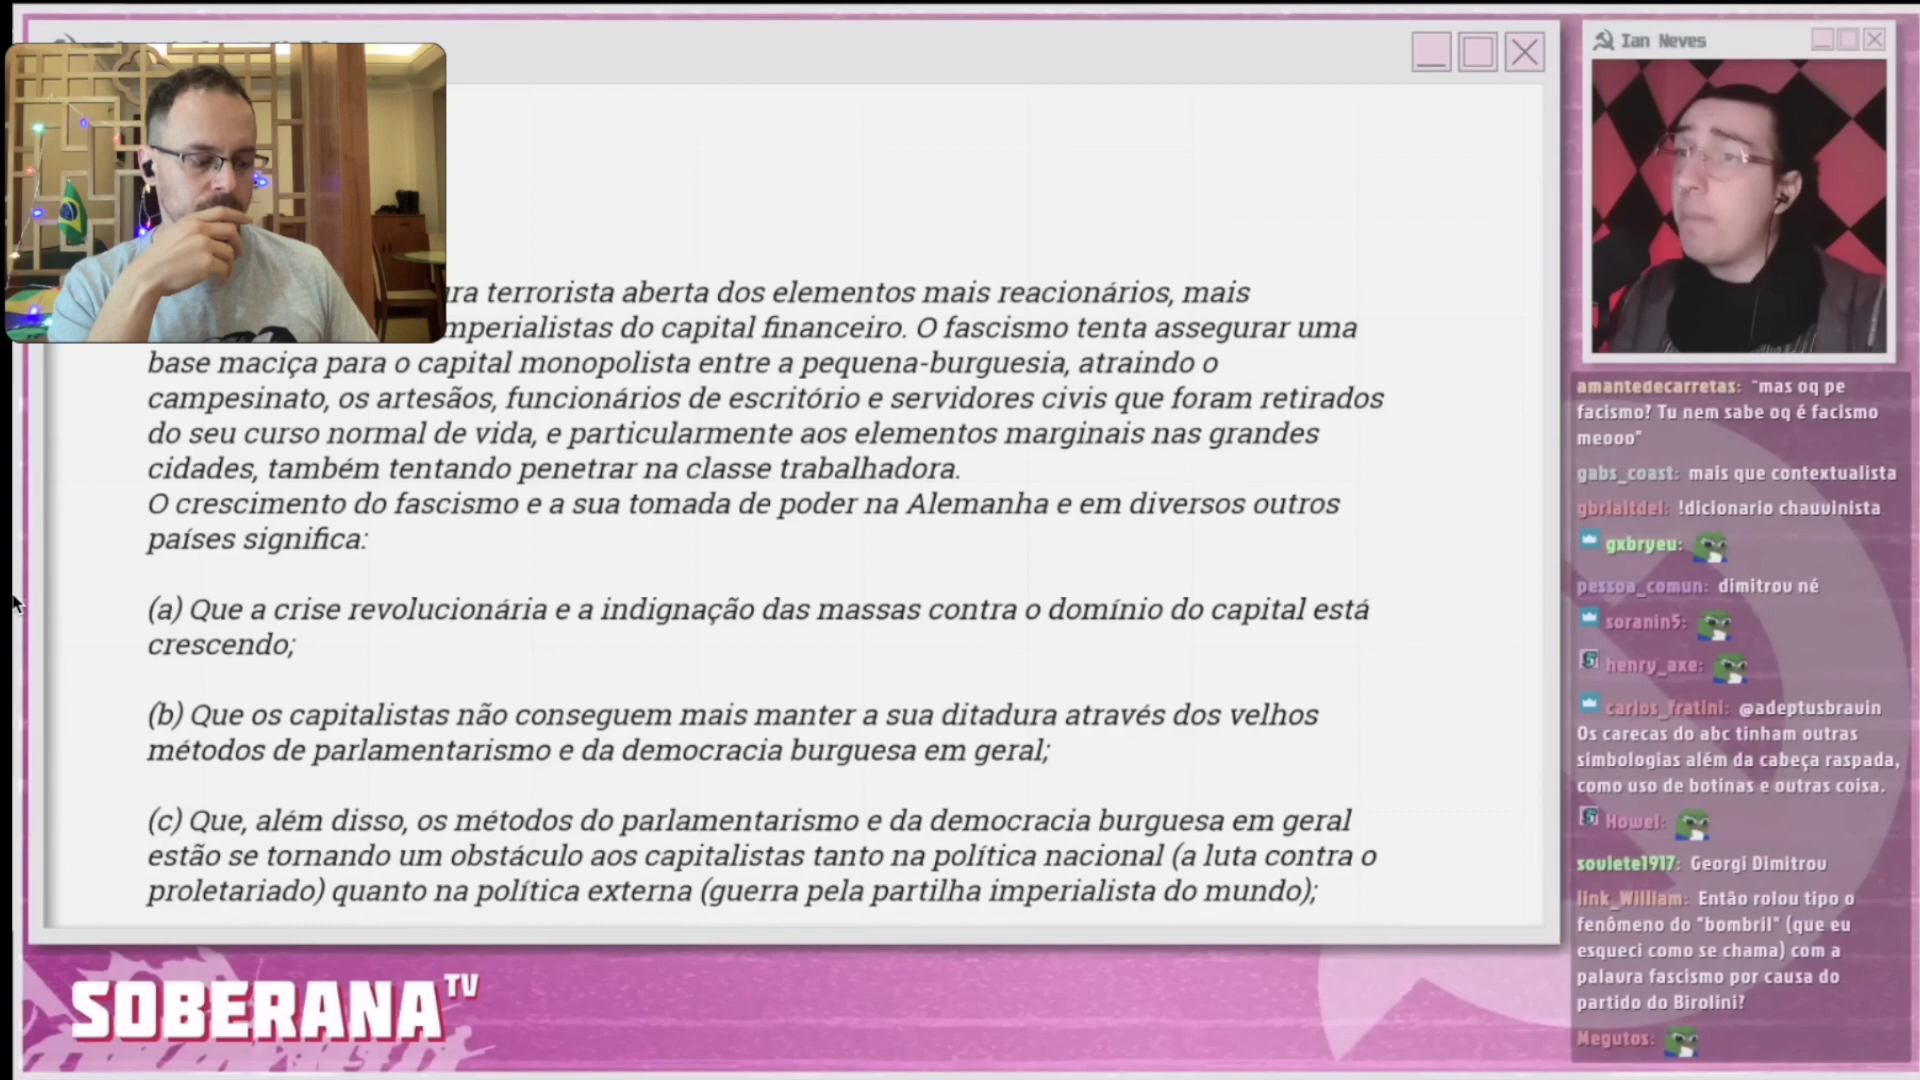 ra terrorista aberta dos elementos mais reacionários, mais
mperialistas do capital financeiro. O fascismo tenta assegurar uma
base maciça para o capital monopolista entre a pequena-burguesia, atraindo o
campesinato, os artesãos, funcionários de escritório e servidores civis que foram retirados
do seu curso normal de vida, e particularmente aos elementos marginais nas grandes
cidades, também tentando penetrar na classe trabalhadora.
O crescimento do fascismo e a sua tomada de poder na Alemanha e em diversos outros
países significa:
(a) Que a crise revolucionária e a indignação das massas contra o domínio do capital está
crescendo;
(b) Que os capitalistas não conseguem mais manter a sua ditadura através dos velhos
métodos de parlamentarismo e da democracia burguesa em geral;
(c) Que, além disso, os métodos do parlamentarismo e da democracia burguesa em geral
estão se tornando um obstáculo aos capitalistas tanto na política nacional (a luta contra o
proletariado) quanto na política externa (guerra pela partilha imperialista do mundo);
SOBERANA TV
Ian Neves
amantedecarretas: "mas oq pe
facismo? Tu nem sabe oq é facismo
meooo"
gabs_coast: mais que contextualista
gbrlaitdel: !dicionario chauvinista
gxbryeu:
pessoa_comun: dimitrov né
soranin5:
henry_axe:
carlos_fratini: @adeptusbravin
Os carecas do abc tinham outras
simbologias além da cabeça raspada,
como uso de botinas e outras coisa.
Howel:
soviete1917: Georgi Dimitrov
link_William: Então rolou tipo o
fenômeno do "bombril" (que eu
esqueci como se chama) com a
palavra fascismo por causa do
partido do Birolini?
Megutos: